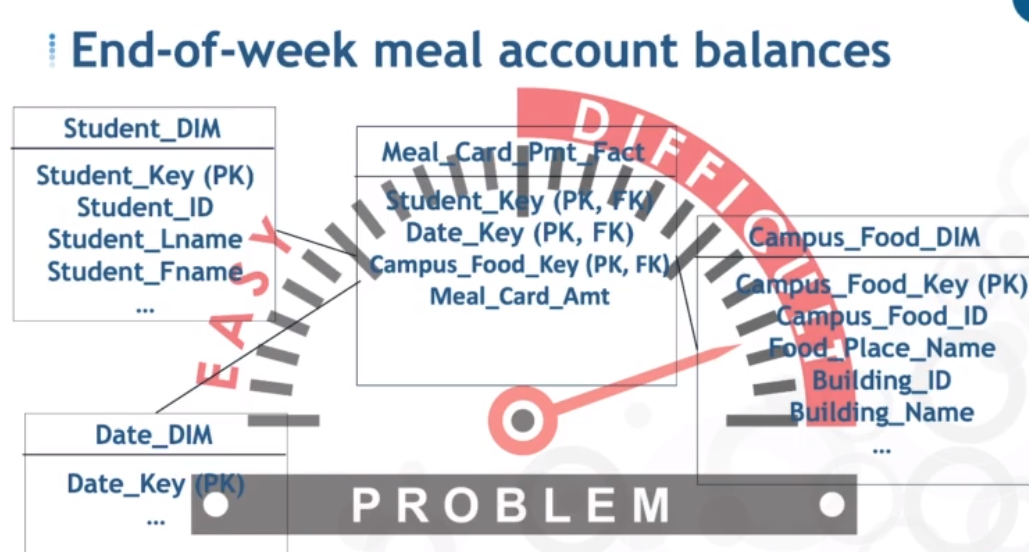 End-of-week meal account balances
Student_DIM
Student_Key (PK)
Student_ID
Student_Lname
Student_Fname
...
Meal_Card_Pmt_Fact
Student_Key (PK, FK)
Date_Key (PK, FK)
Campus_Food_Key (PK, FK)
Meal_Card_Amt
Campus_Food_DIM
Campus_Food_Key (PK)
Campus_Food_ID
Food_Place_Name
Building_ID
Building_Name
...
Date_DIM
Date_Key (PK)
...
EASY
DIFFICULT
PROBLEM